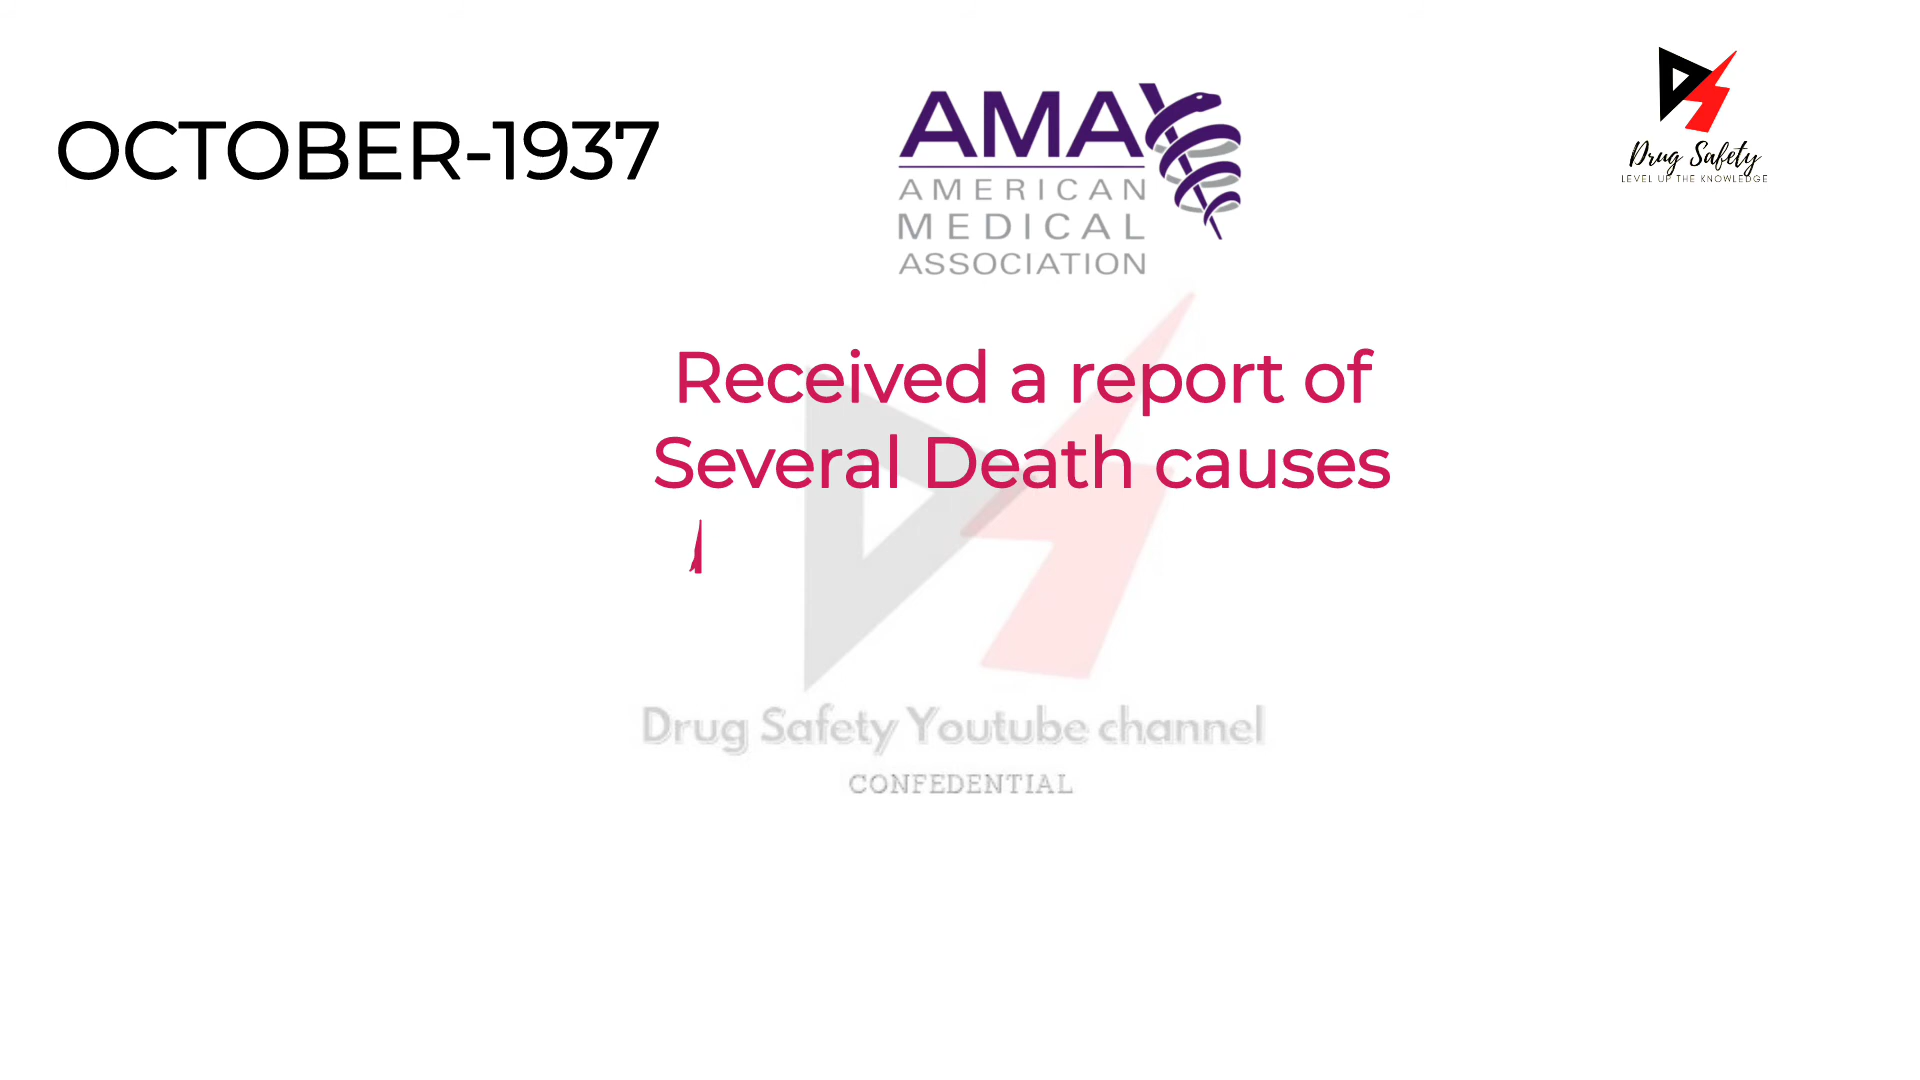 OCTOBER-1937
AMA
AMERICAN
MEDICAL
ASSOCIATION
Drug Safety
LEVEL UP THE KNOWLEDGE
Received a report of
Several Death causes
Drug Safety Youtube channel
CONFEDENTIAL